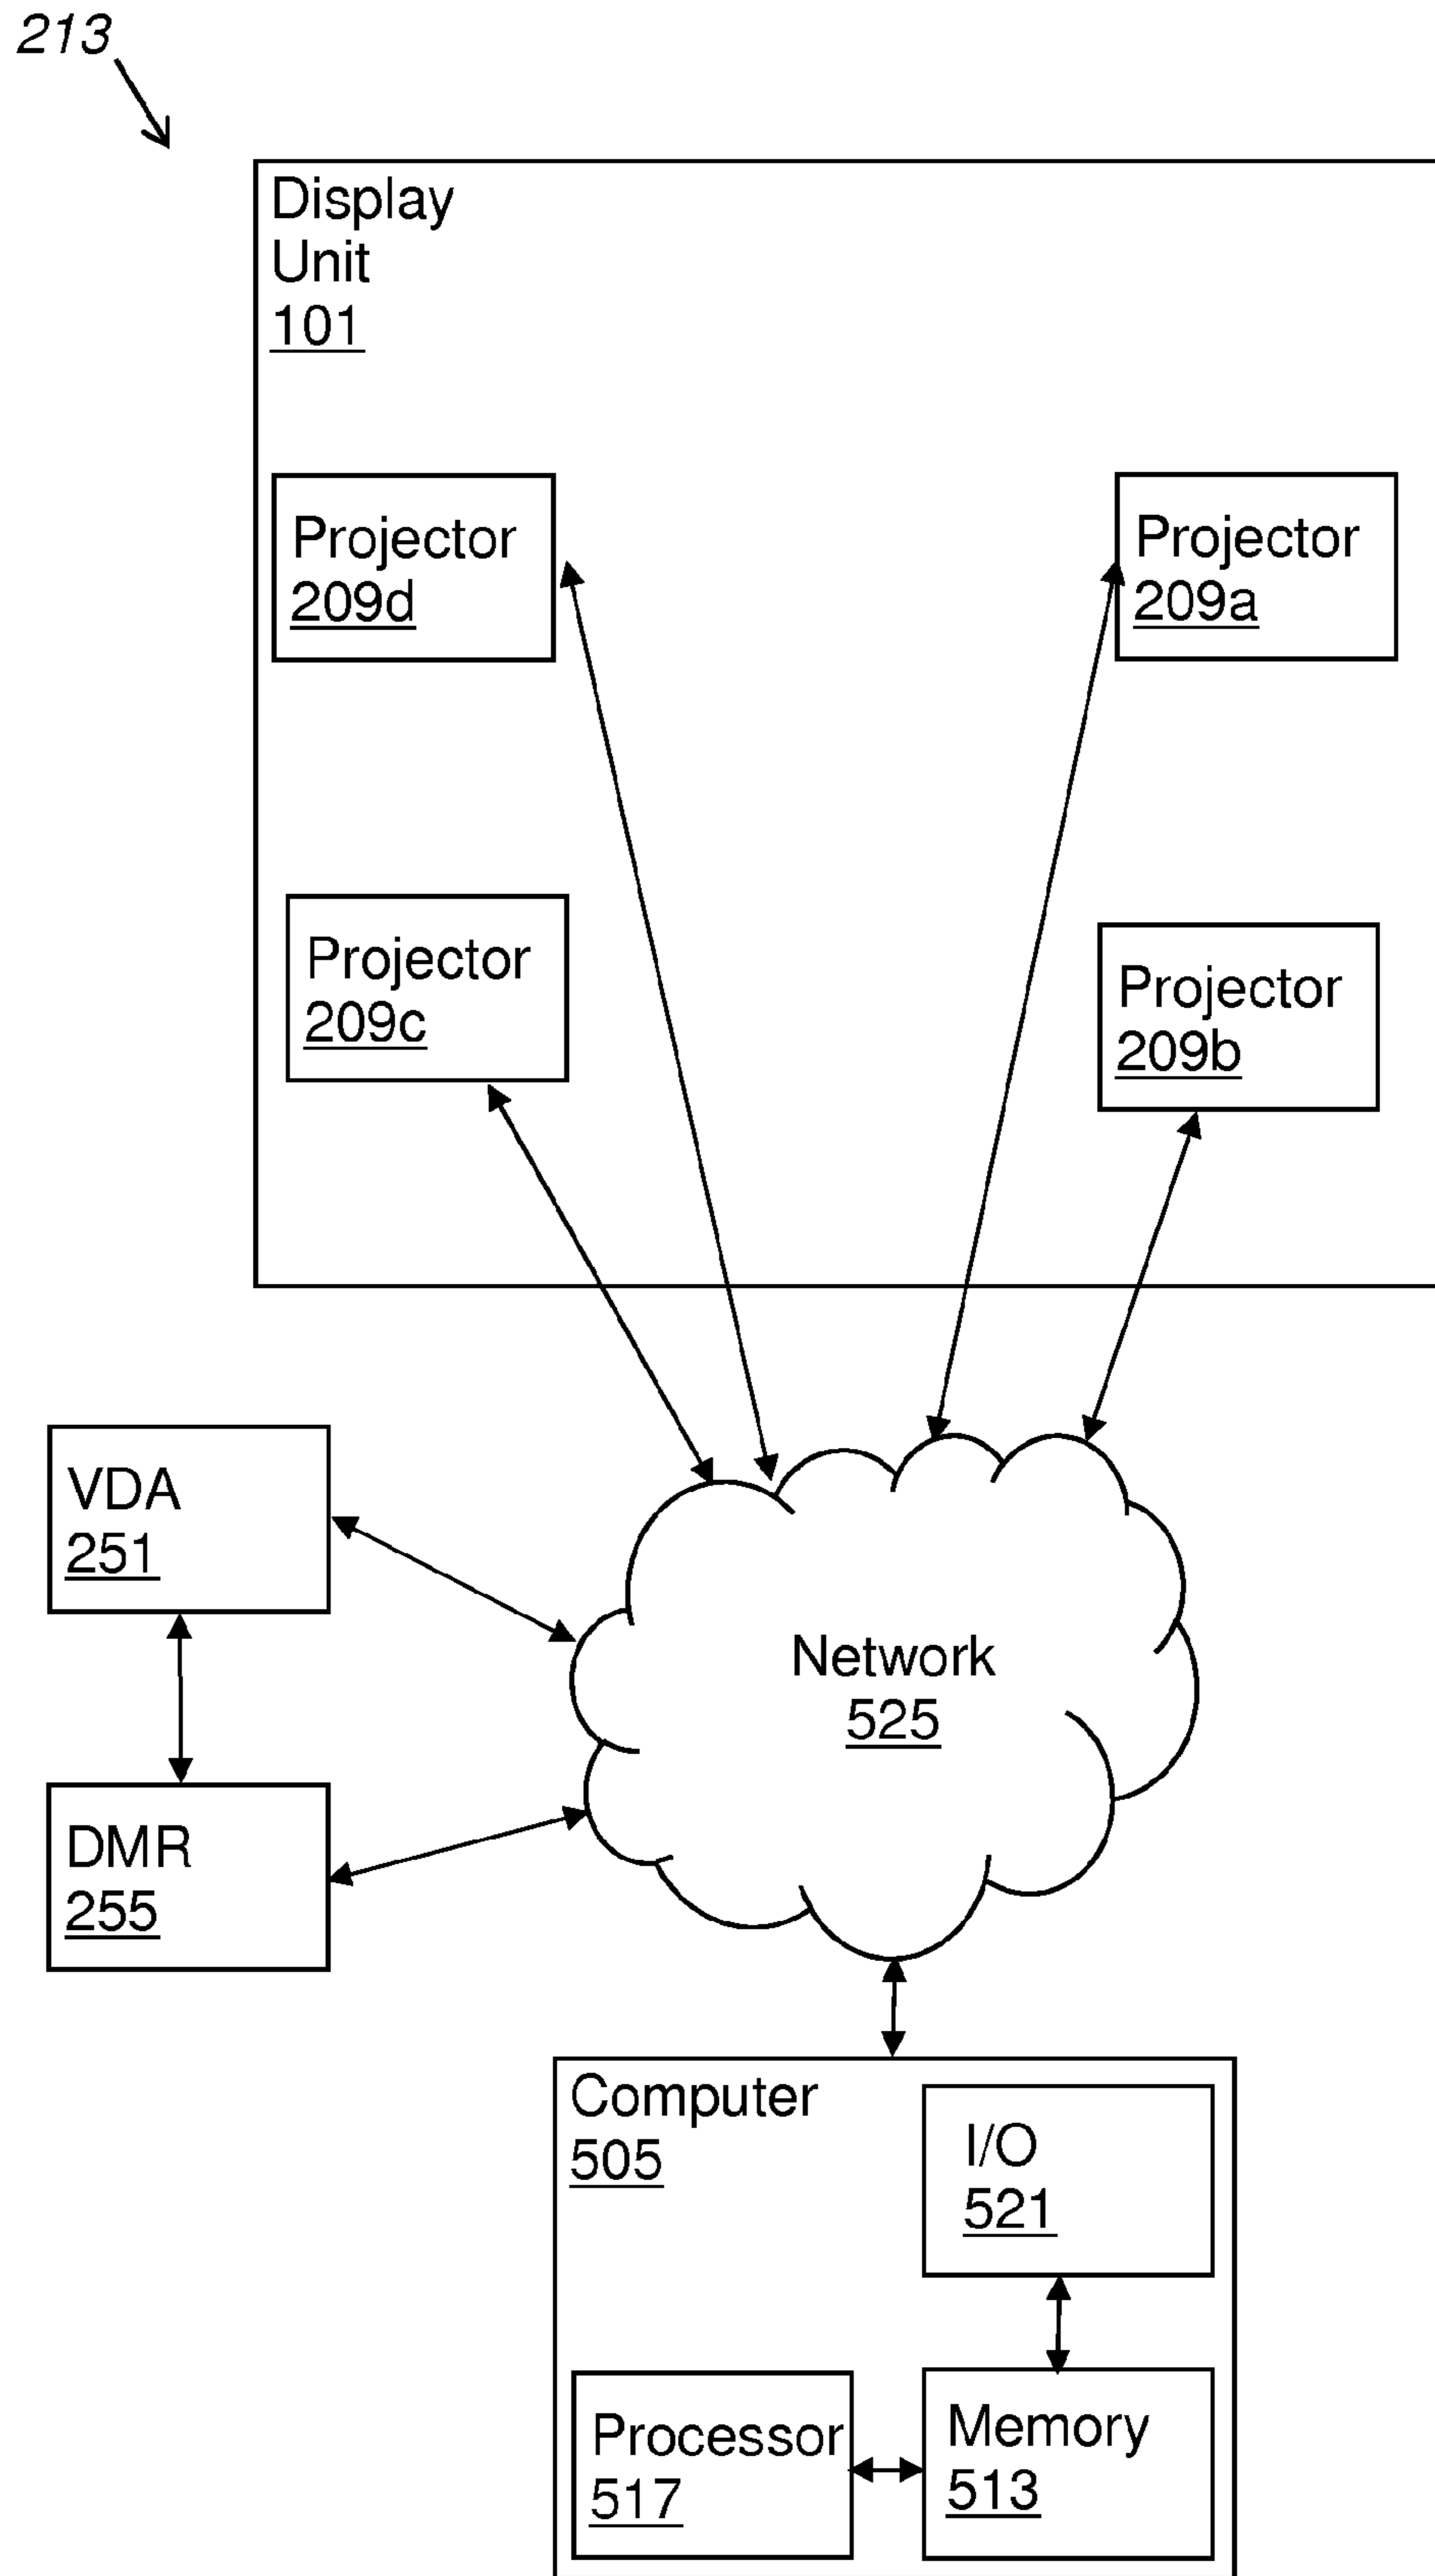 213
Display
Unit
101
Projector
209d
Projector
209a
Projector
209c
Projector
209b
VDA
251
Network
525
DMR
255
Computer
505
I/O
521
Processor
517
Memory
513